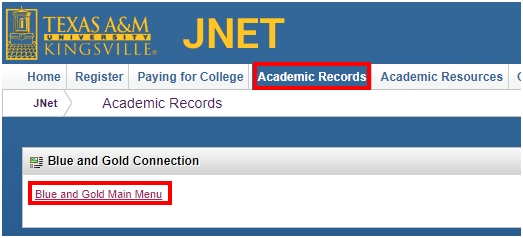 TEXAS A&M
UNIVERSITY
KINGSVILLE®
JNET
Home Register Paying for College Academic Records Academic Resources
JNet Academic Records
Blue and Gold Connection
Blue and Gold Main Menu